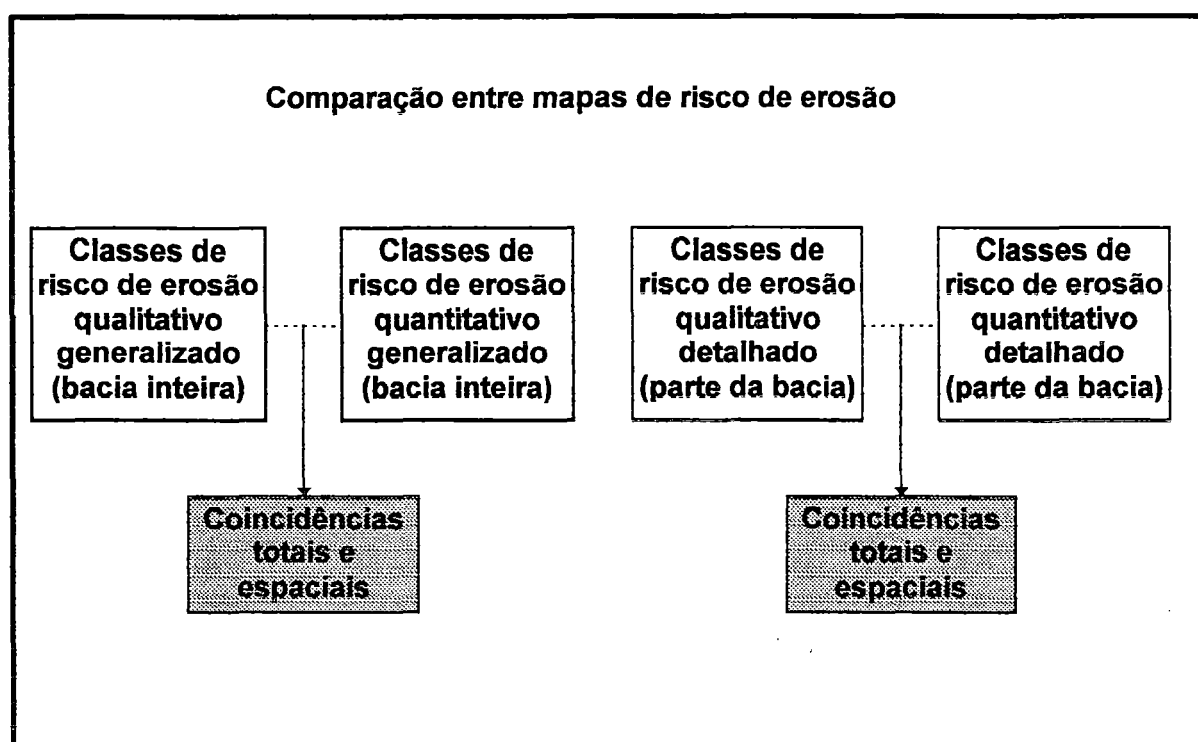 Comparação entre mapas de risco de erosão
Classes de
risco de erosão
qualitativo
generalizado
(bacia inteira)
Classes de
risco de erosão
quantitativo
generalizado
(bacia inteira)
Classes de
risco de erosão
qualitativo
detalhado
(parte da bacia)
Classes de
risco de erosão
quantitativo
detalhado
(parte da bacia)
Coincidências
totais e
espaciais
Coincidências
totais e
espaciais